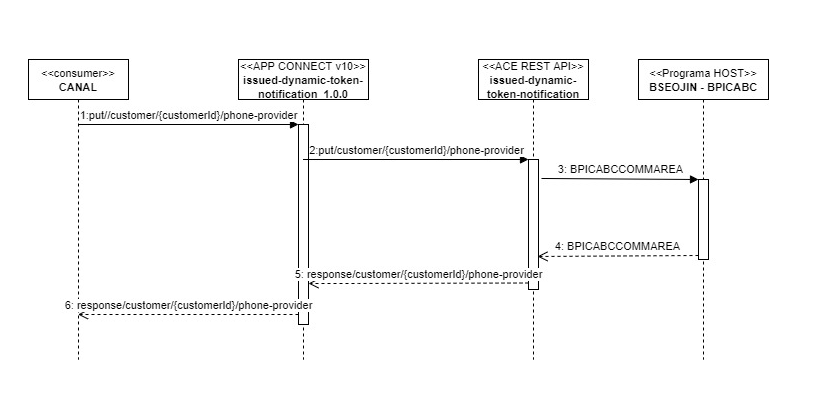 <<consumer>>
CANAL
<<APP CONNECT v10>>
issued-dynamic-token-
notification_1.0.0
<<ACE REST API>>
issued-dynamic-
token-notification
<<Programa HOST>>
BSEOJIN - BPICABC
1:put//customer/{customerId}/phone-provider
2:put/customer/{customerId}/phone-provider
3: BPICABCCOMMAREA
4: BPICABCCOMMAREA
5: response/customer/{customerId}/phone-provider
6: response/customer/{customerId}/phone-provider